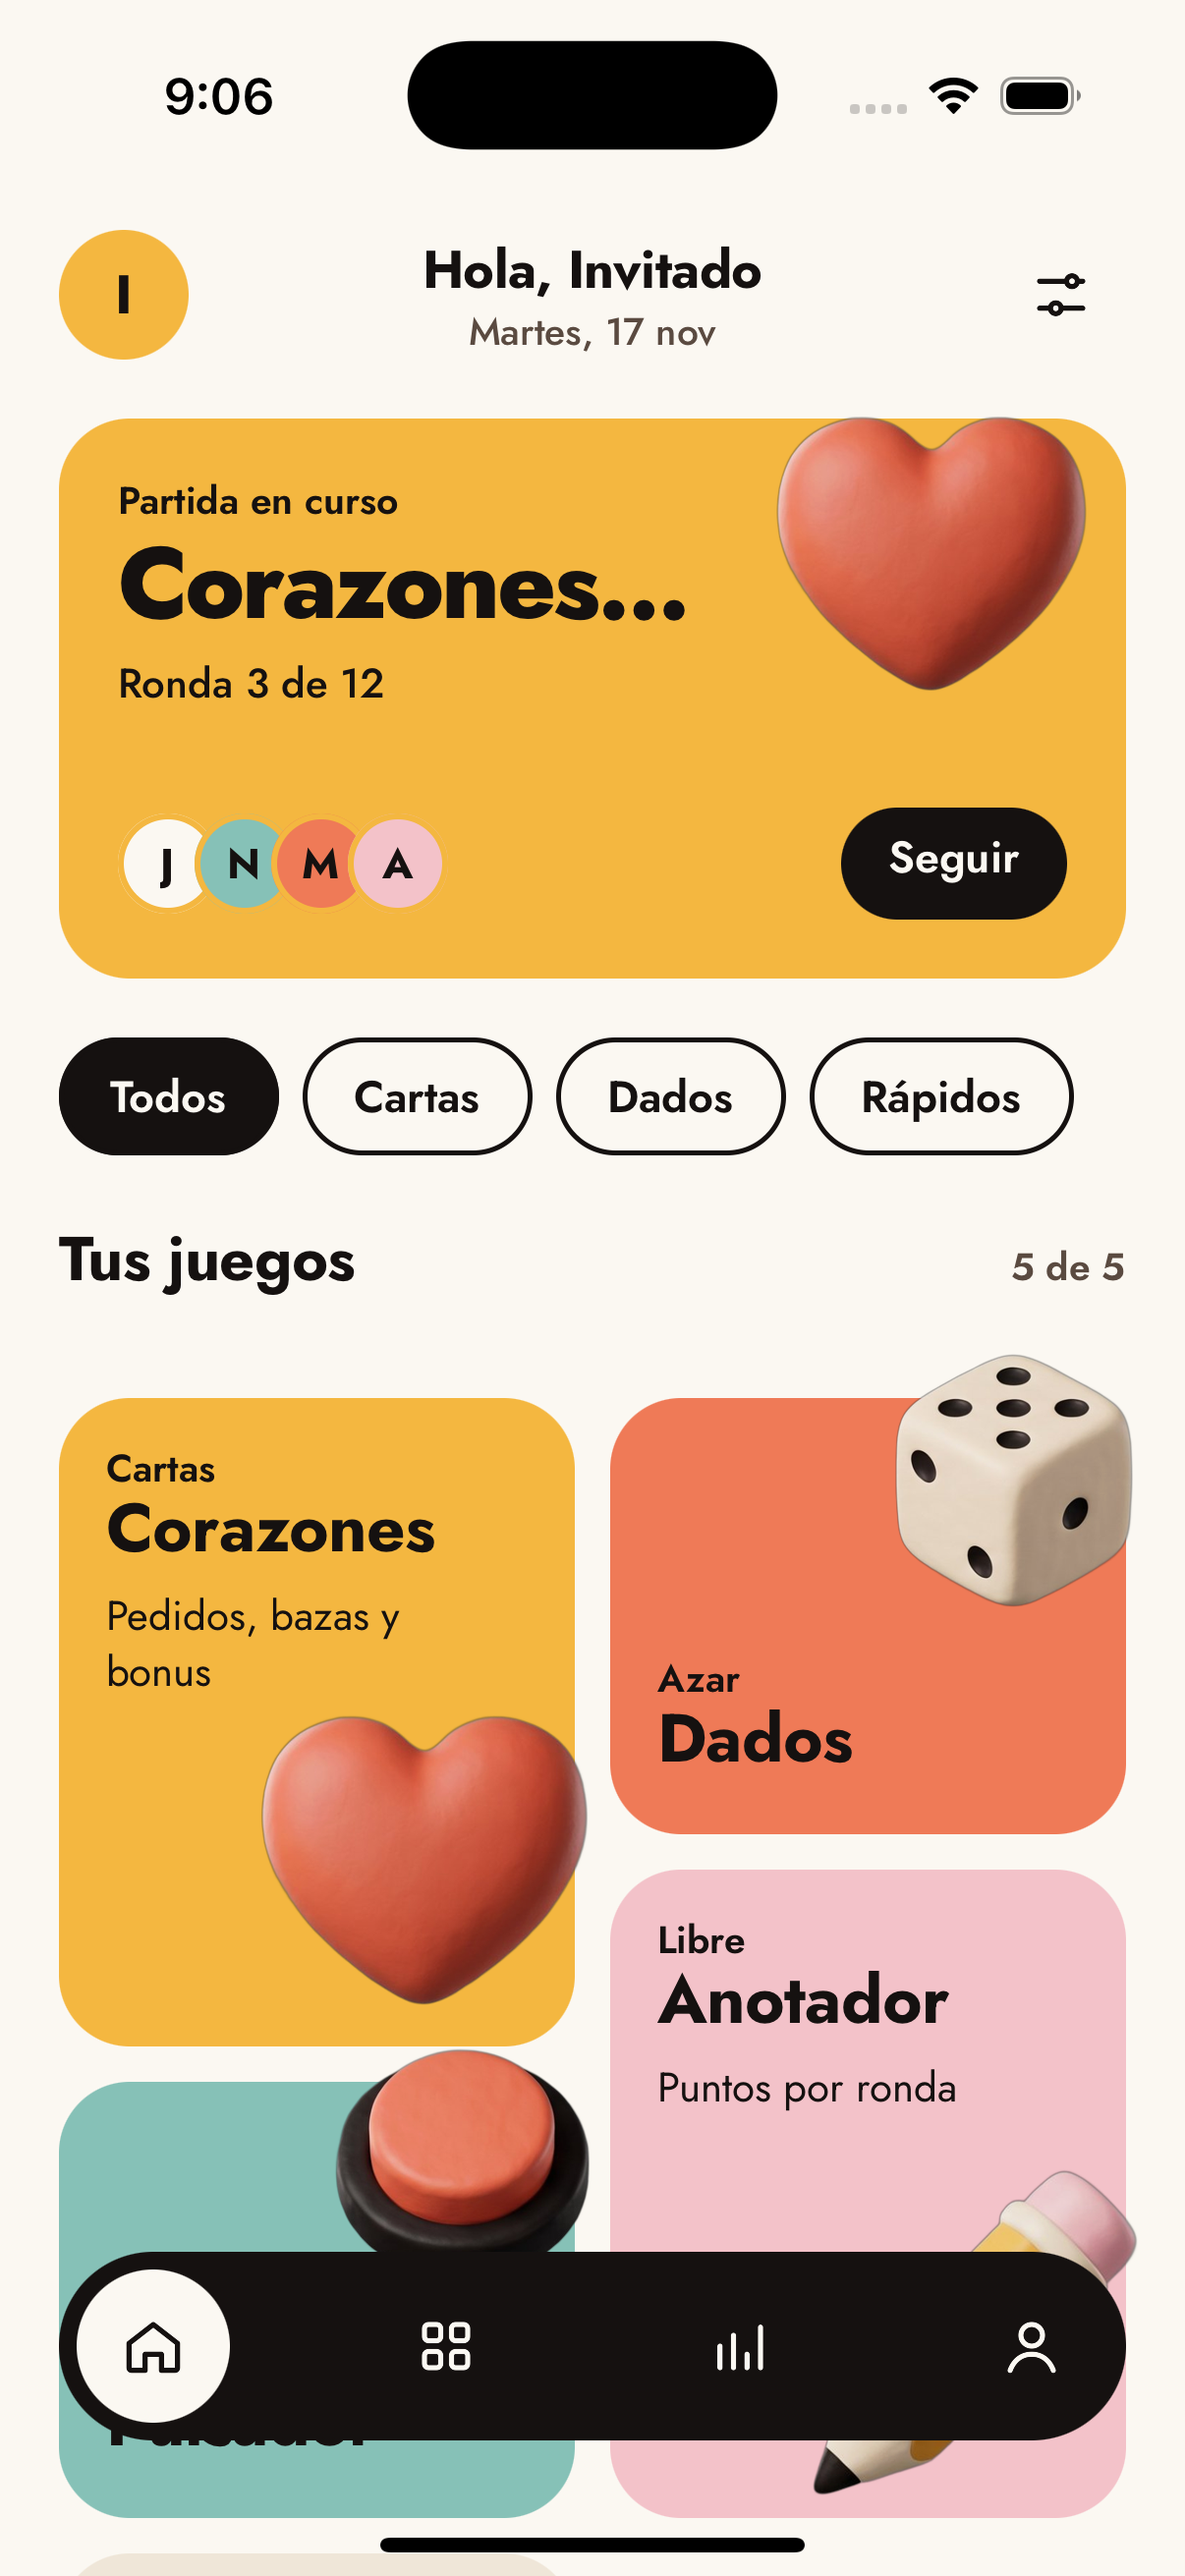 9:06
I
Hola, Invitado
Martes, 17 nov
Partida en curso
Corazones...
Ronda 3 de 12
J N M A
Seguir
Todos
Cartas
Dados
Rápidos
Tus juegos
5 de 5
Cartas
Corazones
Pedidos, bazas y
bonus
Azar
Dados
Libre
Anotador
Puntos por ronda